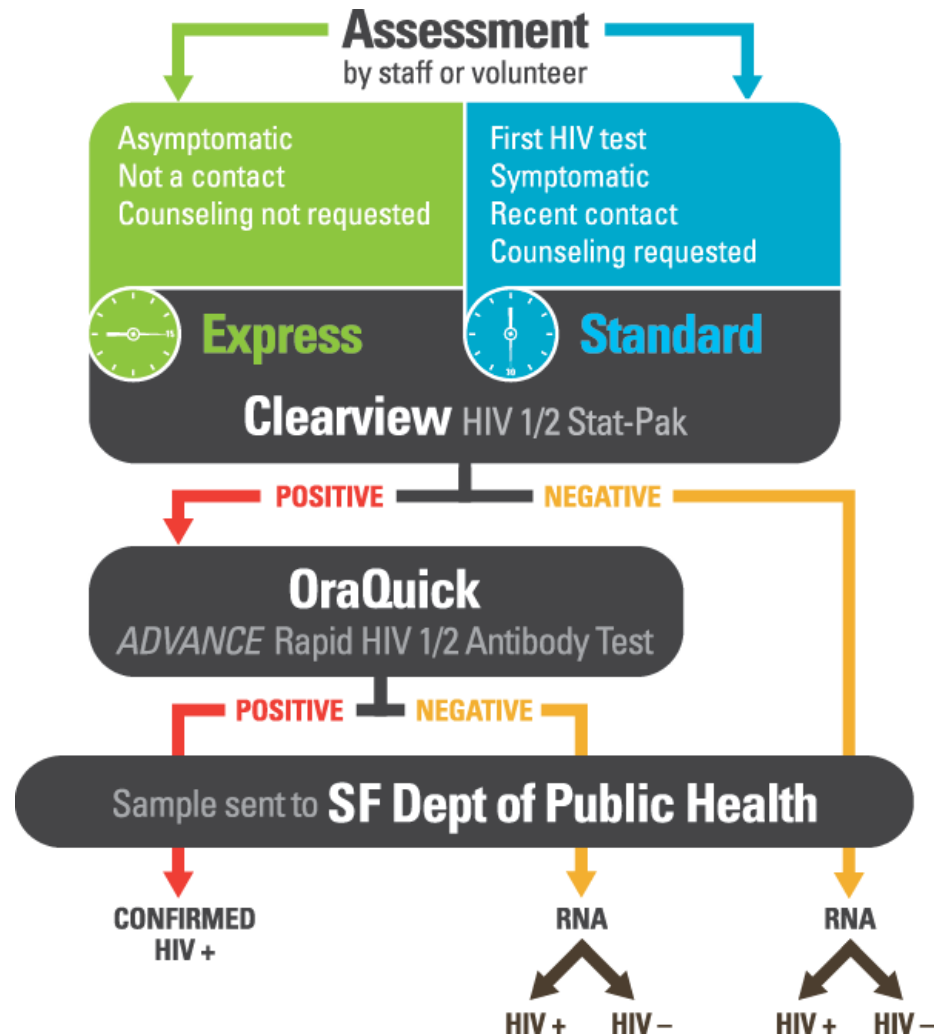 Assessment
by staff or volunteer
Asymptomatic
Not a contact
Counseling not requested
First HIV test
Symptomatic
Recent contact
Counseling requested
15
Express
30
Standard
Clearview HIV 1/2 Stat-Pak
POSITIVE
NEGATIVE
OraQuick
ADVANCE Rapid HIV 1/2 Antibody Test
POSITIVE
NEGATIVE
Sample sent to SF Dept of Public Health
CONFIRMED
HIV +
RNA
RNA
HIV +
HIV –
HIV +
HIV –